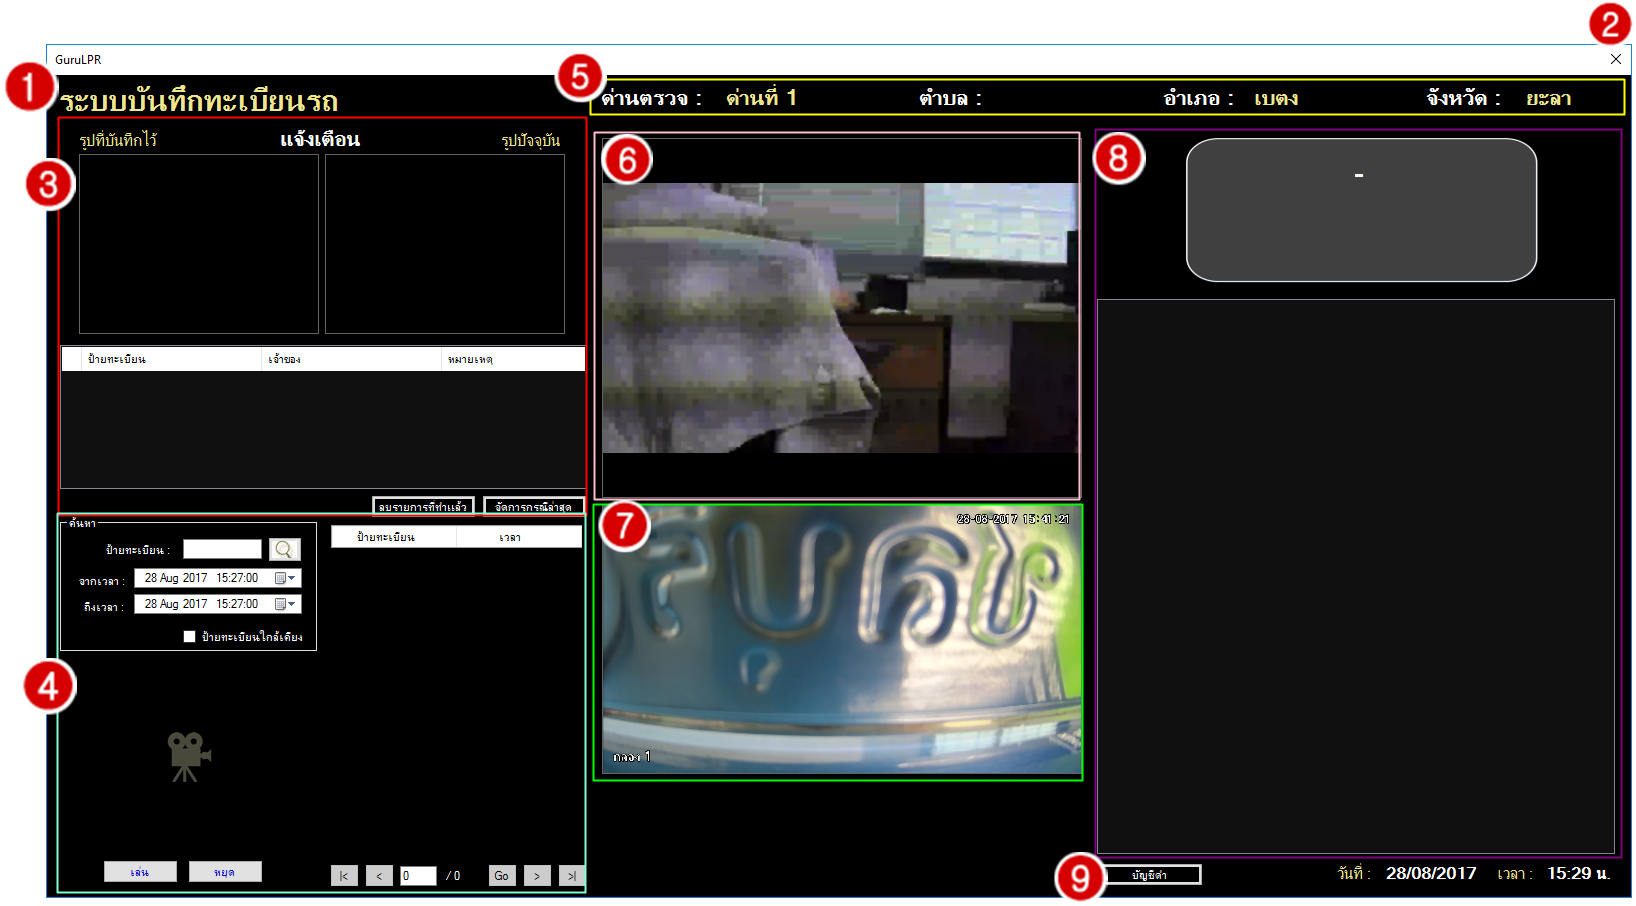 2
GuruLPR
1
ระบบบันทึกทะเบียนรถ
5
ด่านตรวจ : ด่านที่ 1 ตำบล : อำเภอ : เบตง จังหวัด : ยะลา
3
รูปที่บันทึกไว้ แจ้งเตือน รูปปัจจุบัน
ป้ายทะเบียน เจ้าของ หมายเหตุ
ลบรายการที่ทำแล้ว จัดการกรณีล่าสุด
4
ค้นหา
ป้ายทะเบียน :
จากเวลา : 28 Aug 2017 15:27:00
ถึงเวลา : 28 Aug 2017 15:27:00
ป้ายทะเบียนใกล้เคียง
ป้ายทะเบียน เวลา
เล่น หยุด
|< < 0 / 0 Go > >|
6
7
28-08-2017 15:41:21
กล้อง 1
8
-
9
บัญชีดำ
วันที่ : 28/08/2017 เวลา : 15:29 น.